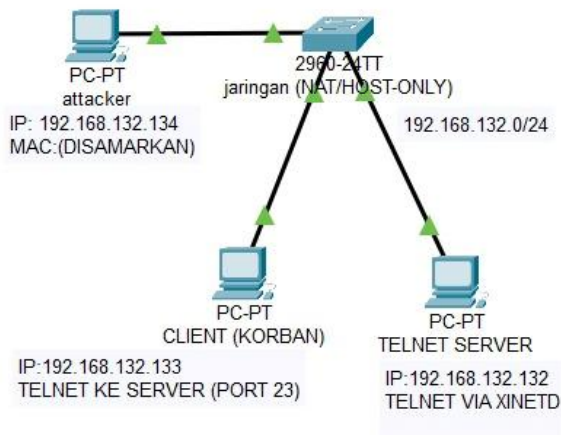 PC-PT
attacker
IP: 192.168.132.134
MAC:(DISAMARKAN)
2960-24TT
jaringan (NAT/HOST-ONLY)
192.168.132.0/24
PC-PT
CLIENT (KORBAN)
IP:192.168.132.133
TELNET KE SERVER (PORT 23)
PC-PT
TELNET SERVER
IP:192.168.132.132
TELNET VIA XINETD